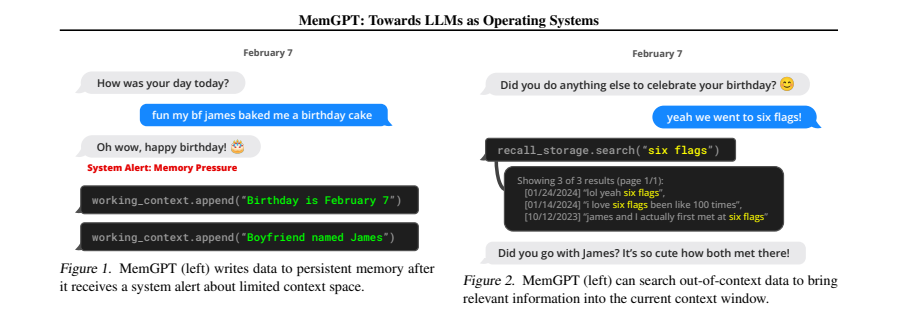 MemGPT: Towards LLMs as Operating Systems
February 7
How was your day today?
fun my bf james baked me a birthday cake
Oh wow, happy birthday! 🎂
System Alert: Memory Pressure
working_context.append("Birthday is February 7")
working_context.append("Boyfriend named James")
Figure 1. MemGPT (left) writes data to persistent memory after
it receives a system alert about limited context space.
February 7
Did you do anything else to celebrate your birthday? 😊
yeah we went to six flags!
recall_storage.search("six flags")
Showing 3 of 3 results (page 1/1):
[01/24/2024] "lol yeah six flags",
[01/14/2024] "i love six flags been like 100 times",
[10/12/2023] "james and I actually first met at six flags"
Did you go with James? It's so cute how both met there!
Figure 2. MemGPT (left) can search out-of-context data to bring
relevant information into the current context window.